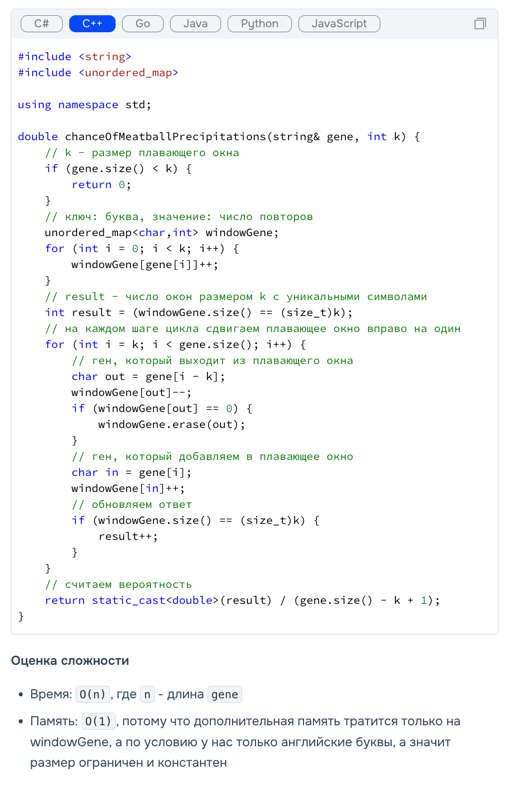 C# C++ Go Java Python JavaScript
#include <string>
#include <unordered_map>
using namespace std;
double chanceOfMeatballPrecipitations(string& gene, int k) {
    // k - размер плавающего окна
    if (gene.size() < k) {
        return 0;
    }
    // ключ: буква, значение: число повторов
    unordered_map<char,int> windowGene;
    for (int i = 0; i < k; i++) {
        windowGene[gene[i]]++;
    }
    // result - число окон размером k с уникальными символами
    int result = (windowGene.size() == (size_t)k);
    // на каждом шаге цикла сдвигаем плавающее окно вправо на один
    for (int i = k; i < gene.size(); i++) {
        // ген, который выходит из плавающего окна
        char out = gene[i - k];
        windowGene[out]--;
        if (windowGene[out] == 0) {
            windowGene.erase(out);
        }
        // ген, который добавляем в плавающее окно
        char in = gene[i];
        windowGene[in]++;
        // обновляем ответ
        if (windowGene.size() == (size_t)k) {
            result++;
        }
    }
    // считаем вероятность
    return static_cast<double>(result) / (gene.size() - k + 1);
}
Оценка сложности
• Время: O(n), где n - длина gene
• Память: O(1), потому что дополнительная память тратится только на
windowGene, а по условию у нас только английские буквы, а значит
размер ограничен и константен